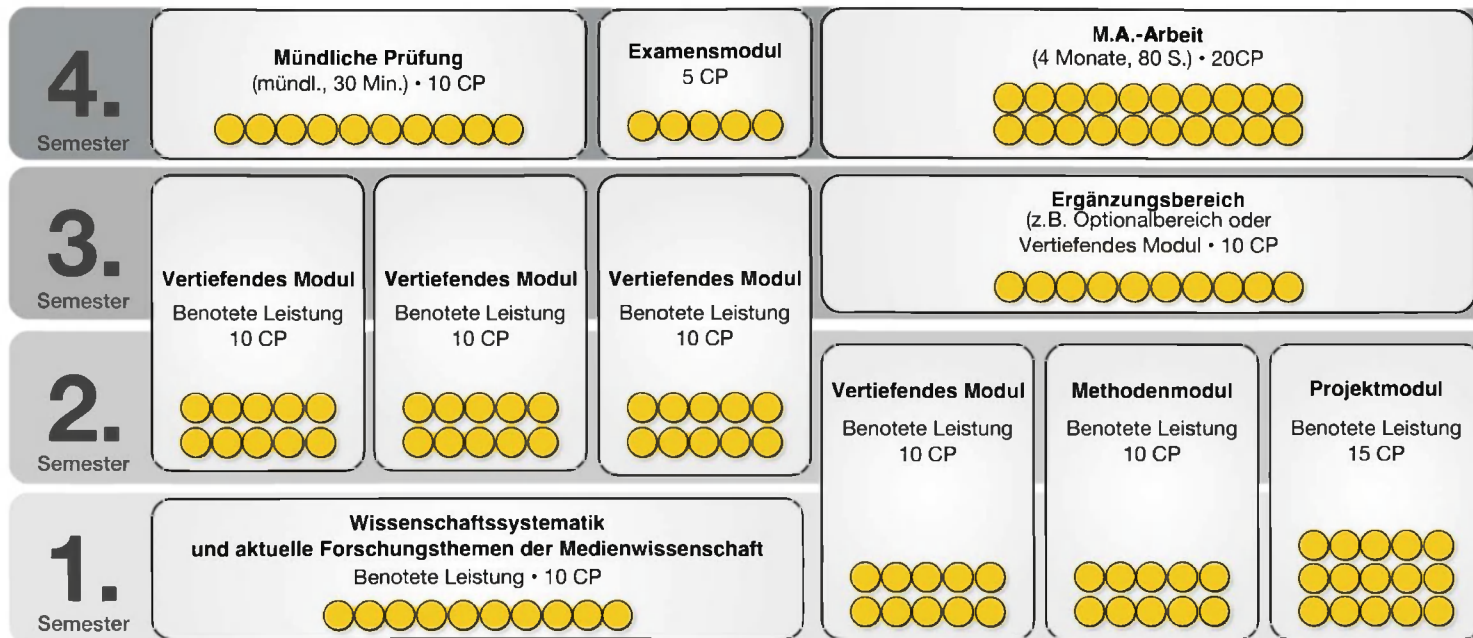 4.
Semester
Mündliche Prüfung
(mündl., 30 Min.) • 10 CP
Examensmodul
5 CP
M.A.-Arbeit
(4 Monate, 80 S.) • 20CP
3.
Semester
Vertiefendes Modul
Benotete Leistung
10 CP
Vertiefendes Modul
Benotete Leistung
10 CP
Vertiefendes Modul
Benotete Leistung
10 CP
Ergänzungsbereich
(z.B. Optionalbereich oder
Vertiefendes Modul • 10 CP
2.
Semester
Vertiefendes Modul
Benotete Leistung
10 CP
Methodenmodul
Benotete Leistung
10 CP
Projektmodul
Benotete Leistung
15 CP
1.
Semester
Wissenschaftssystematik
und aktuelle Forschungsthemen der Medienwissenschaft
Benotete Leistung • 10 CP